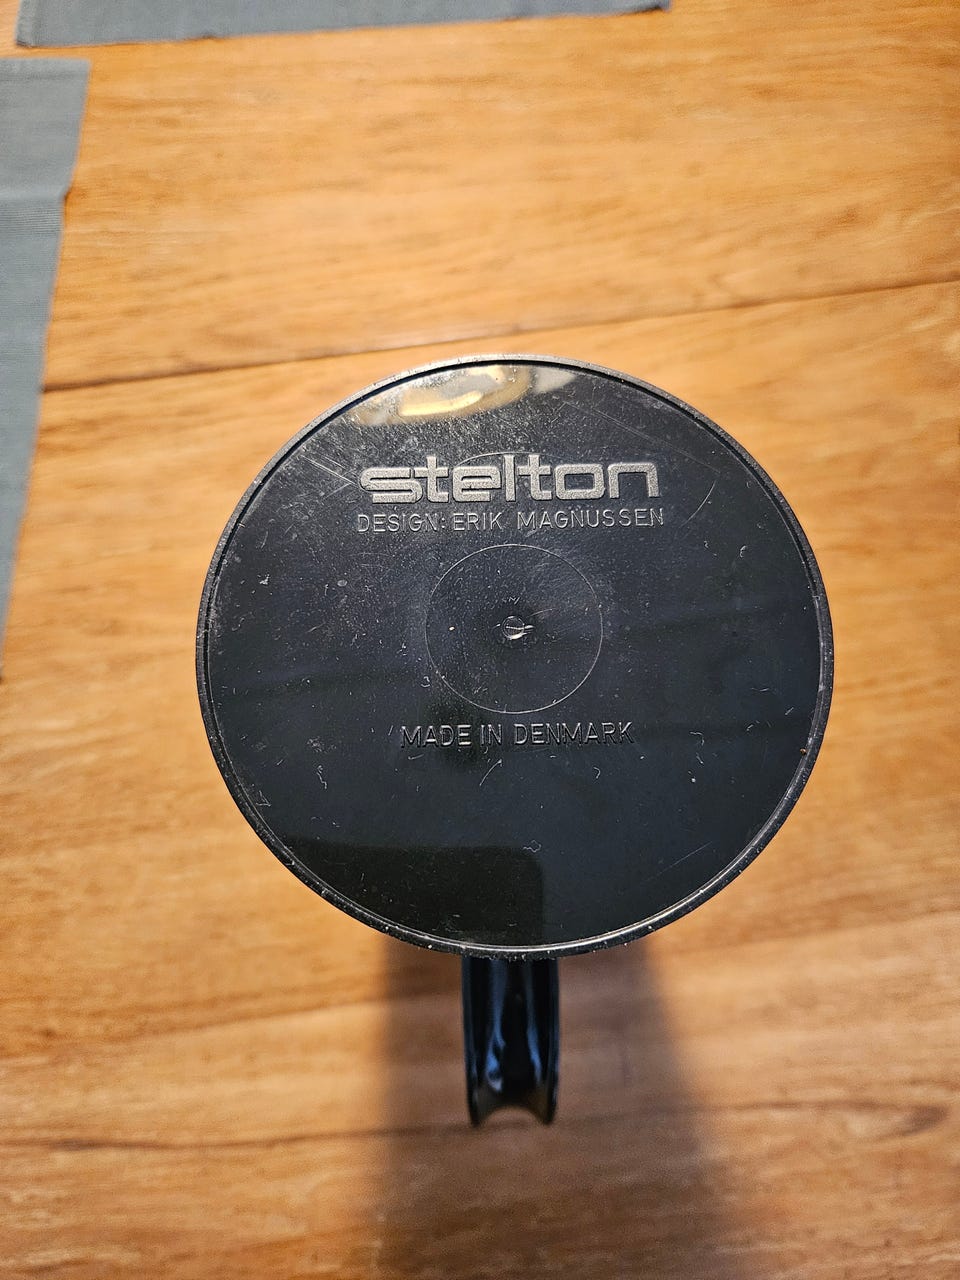 stelton
DESIGN: ERIK MAGNUSSEN
MADE IN DENMARK